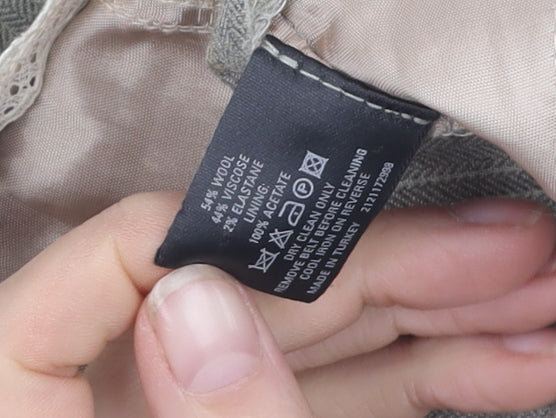 54% WOOL
44% VISCOSE
2% ELASTANE
LINING:
100% ACETATE
P
DRY CLEAN ONLY
REMOVE BELT BEFORE CLEANING
COOL IRON ON REVERSE
MADE IN TURKEY 2121172998